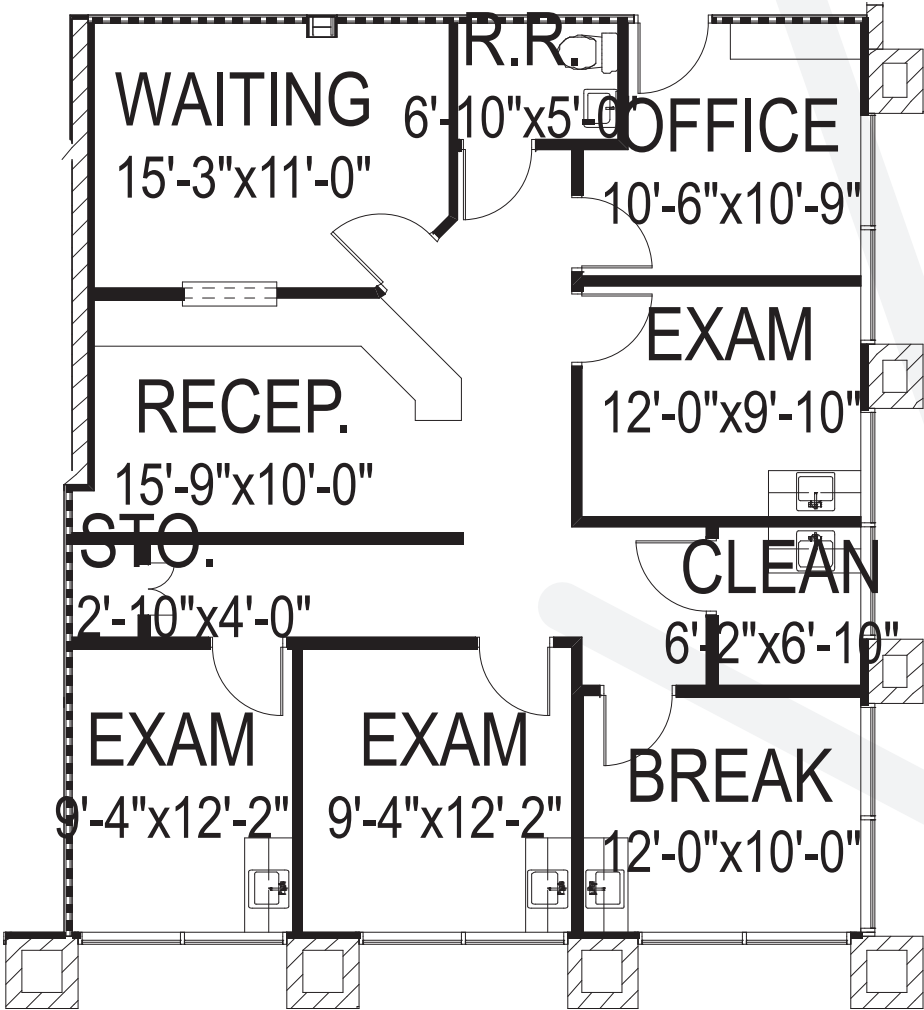 WAITING
15'-3"x11'-0"
R.R.
6'-10"x5'-0"
OFFICE
10'-6"x10'-9"
EXAM
12'-0"x9'-10"
RECEP.
15'-9"x10'-0"
STO.
2'-10"x4'-0"
CLEAN
6'-2"x6'-10"
EXAM
9'-4"x12'-2"
EXAM
9'-4"x12'-2"
BREAK
12'-0"x10'-0"